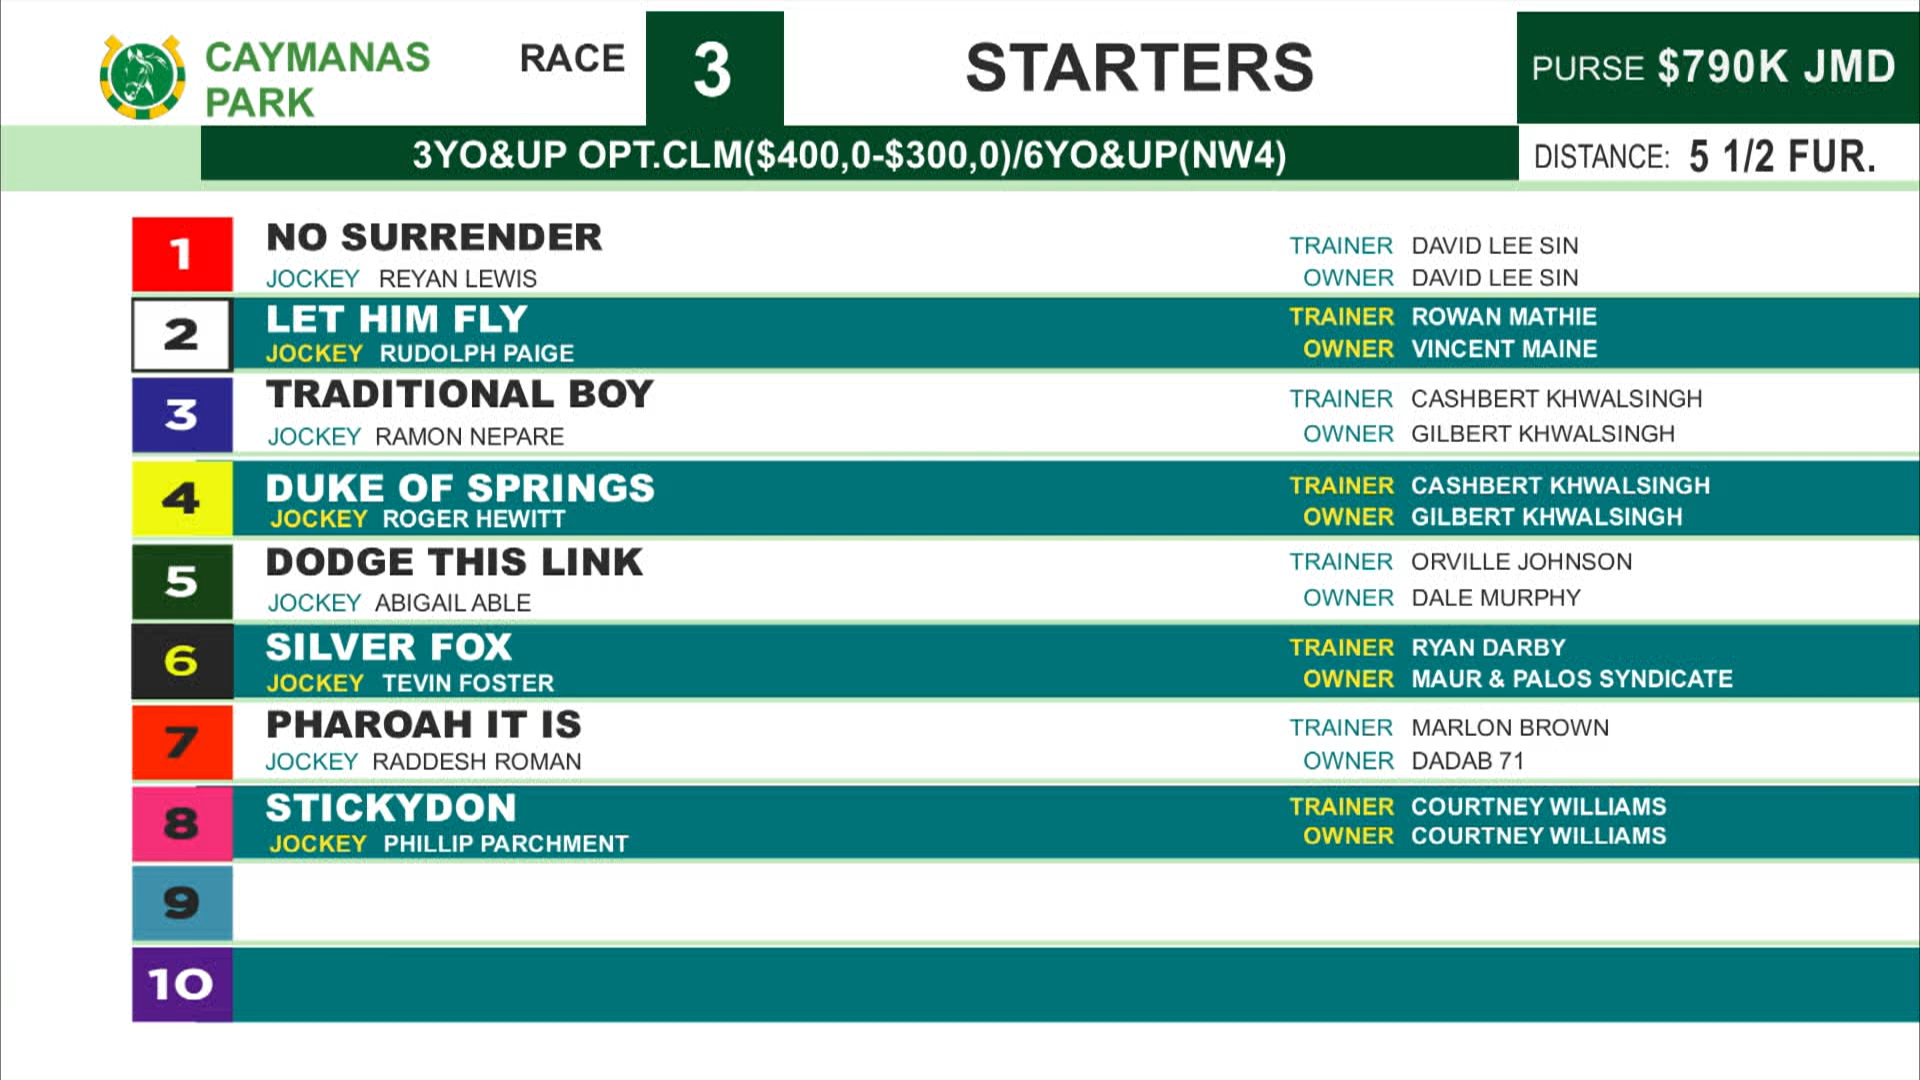 CAYMANAS
PARK
RACE 3 STARTERS PURSE $790K JMD
3YO&UP OPT.CLM($400,0-$300,0)/6YO&UP(NW4) DISTANCE: 5 1/2 FUR.
1 NO SURRENDER
JOCKEY REYAN LEWIS
TRAINER DAVID LEE SIN
OWNER DAVID LEE SIN
2 LET HIM FLY
JOCKEY RUDOLPH PAIGE
TRAINER ROWAN MATHIE
OWNER VINCENT MAINE
3 TRADITIONAL BOY
JOCKEY RAMON NEPARE
TRAINER CASHBERT KHWALSINGH
OWNER GILBERT KHWALSINGH
4 DUKE OF SPRINGS
JOCKEY ROGER HEWITT
TRAINER CASHBERT KHWALSINGH
OWNER GILBERT KHWALSINGH
5 DODGE THIS LINK
JOCKEY ABIGAIL ABLE
TRAINER ORVILLE JOHNSON
OWNER DALE MURPHY
6 SILVER FOX
JOCKEY TEVIN FOSTER
TRAINER RYAN DARBY
OWNER MAUR & PALOS SYNDICATE
7 PHAROAH IT IS
JOCKEY RADDESH ROMAN
TRAINER MARLON BROWN
OWNER DADAB 71
8 STICKYDON
JOCKEY PHILLIP PARCHMENT
TRAINER COURTNEY WILLIAMS
OWNER COURTNEY WILLIAMS
9
10